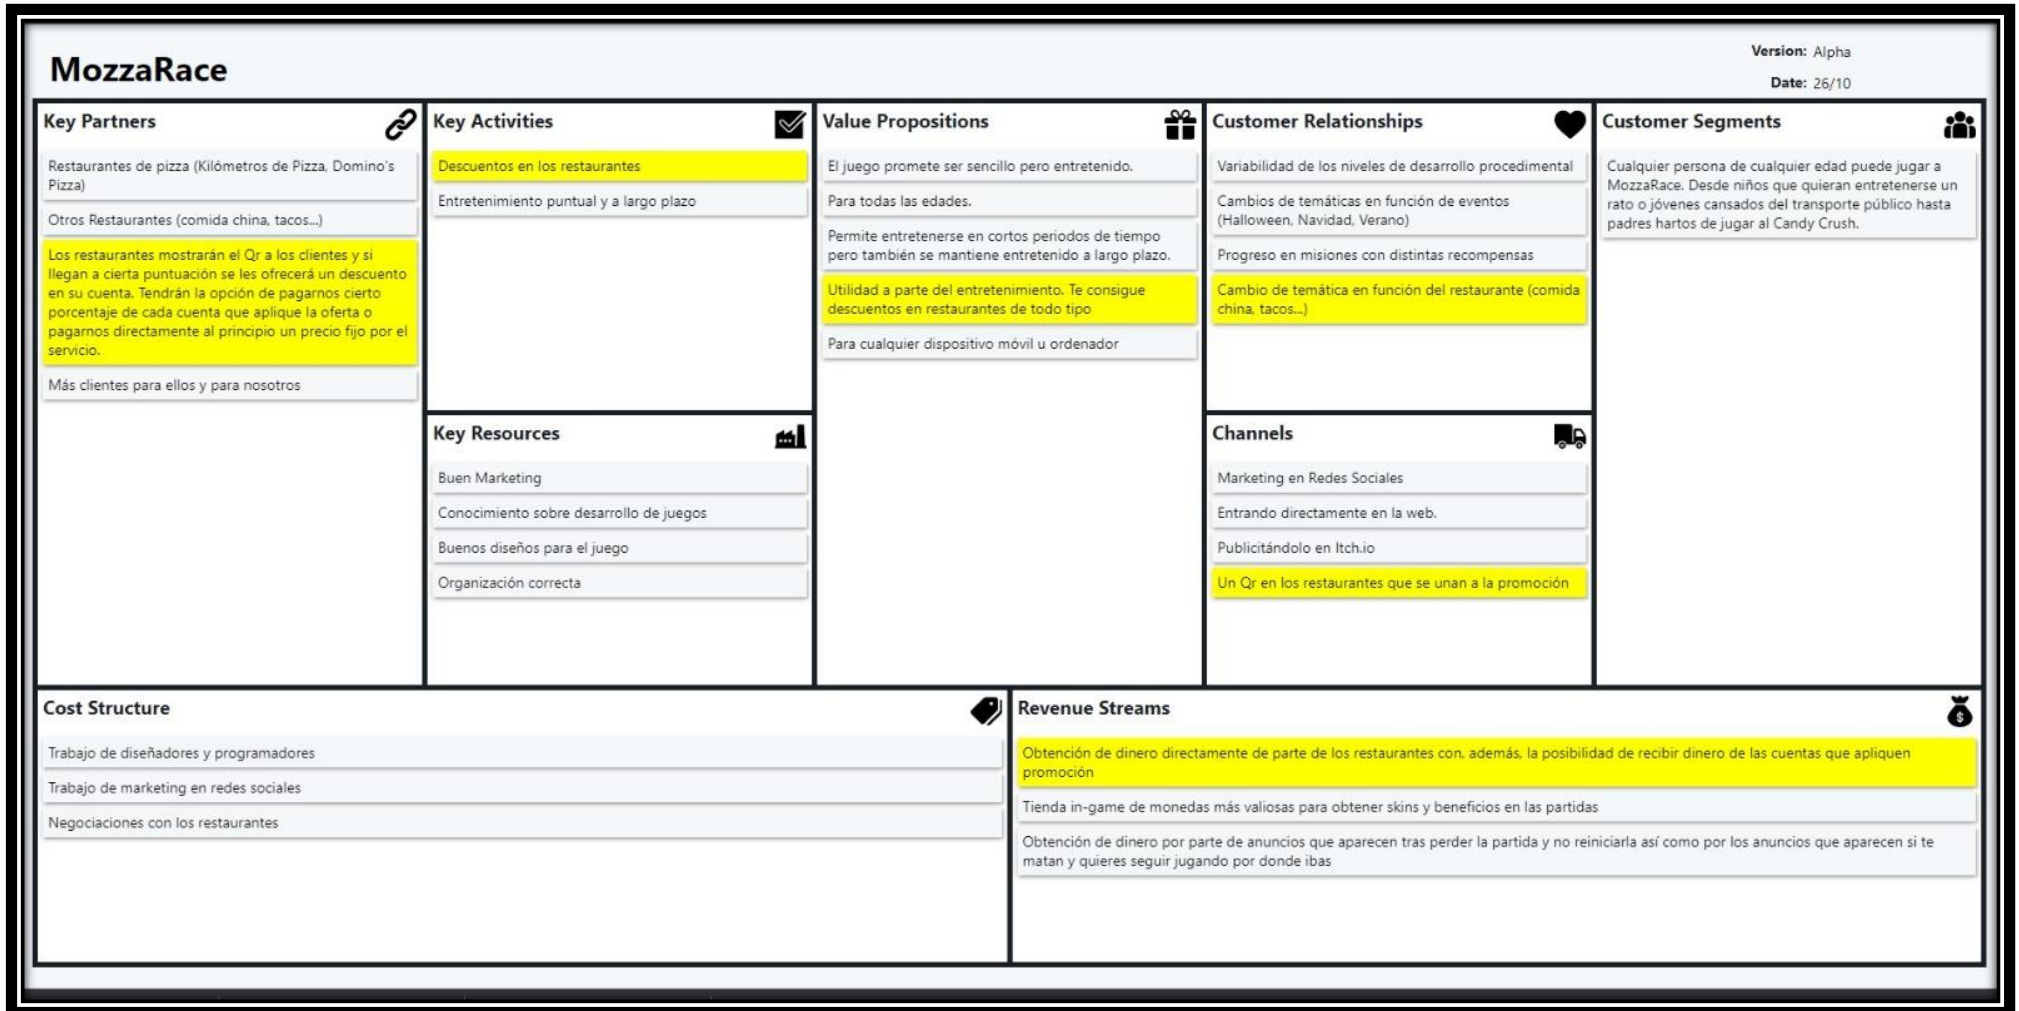 MozzaRace
Version: Alpha
Date: 26/10
Key Partners
Restaurantes de pizza (Kilómetros de Pizza, Domino's
Pizza)
Otros Restaurantes (comida china, tacos...)
Los restaurantes mostrarán el Qr a los clientes y si
llegan a cierta puntuación se les ofrecerá un descuento
en su cuenta. Tendrán la opción de pagarnos cierto
porcentaje de cada cuenta que aplique la oferta o
pagarnos directamente al principio un precio fijo por el
servicio.
Más clientes para ellos y para nosotros
Key Activities
Descuentos en los restaurantes
Entretenimiento puntual y a largo plazo
Key Resources
Buen Marketing
Conocimiento sobre desarrollo de juegos
Buenos diseños para el juego
Organización correcta
Value Propositions
El juego promete ser sencillo pero entretenido.
Para todas las edades.
Permite entretenerse en cortos periodos de tiempo
pero también se mantiene entretenido a largo plazo.
Utilidad a parte del entretenimiento. Te consigue
descuentos en restaurantes de todo tipo
Para cualquier dispositivo móvil u ordenador
Customer Relationships
Variabilidad de los niveles de desarrollo procedimental
Cambios de temáticas en función de eventos
(Halloween, Navidad, Verano)
Progreso en misiones con distintas recompensas
Cambio de temática en función del restaurante (comida
china, tacos...)
Channels
Marketing en Redes Sociales
Entrando directamente en la web.
Publicitándolo en Itch.io
Un Qr en los restaurantes que se unan a la promoción
Customer Segments
Cualquier persona de cualquier edad puede jugar a
MozzaRace. Desde niños que quieran entretenerse un
rato o jóvenes cansados del transporte público hasta
padres hartos de jugar al Candy Crush.
Cost Structure
Trabajo de diseñadores y programadores
Trabajo de marketing en redes sociales
Negociaciones con los restaurantes
Revenue Streams
Obtención de dinero directamente de parte de los restaurantes con, además, la posibilidad de recibir dinero de las cuentas que apliquen
promoción
Tienda in-game de monedas más valiosas para obtener skins y beneficios en las partidas
Obtención de dinero por parte de anuncios que aparecen tras perder la partida y no reiniciarla así como por los anuncios que aparecen si te
matan y quieres seguir jugando por donde ibas